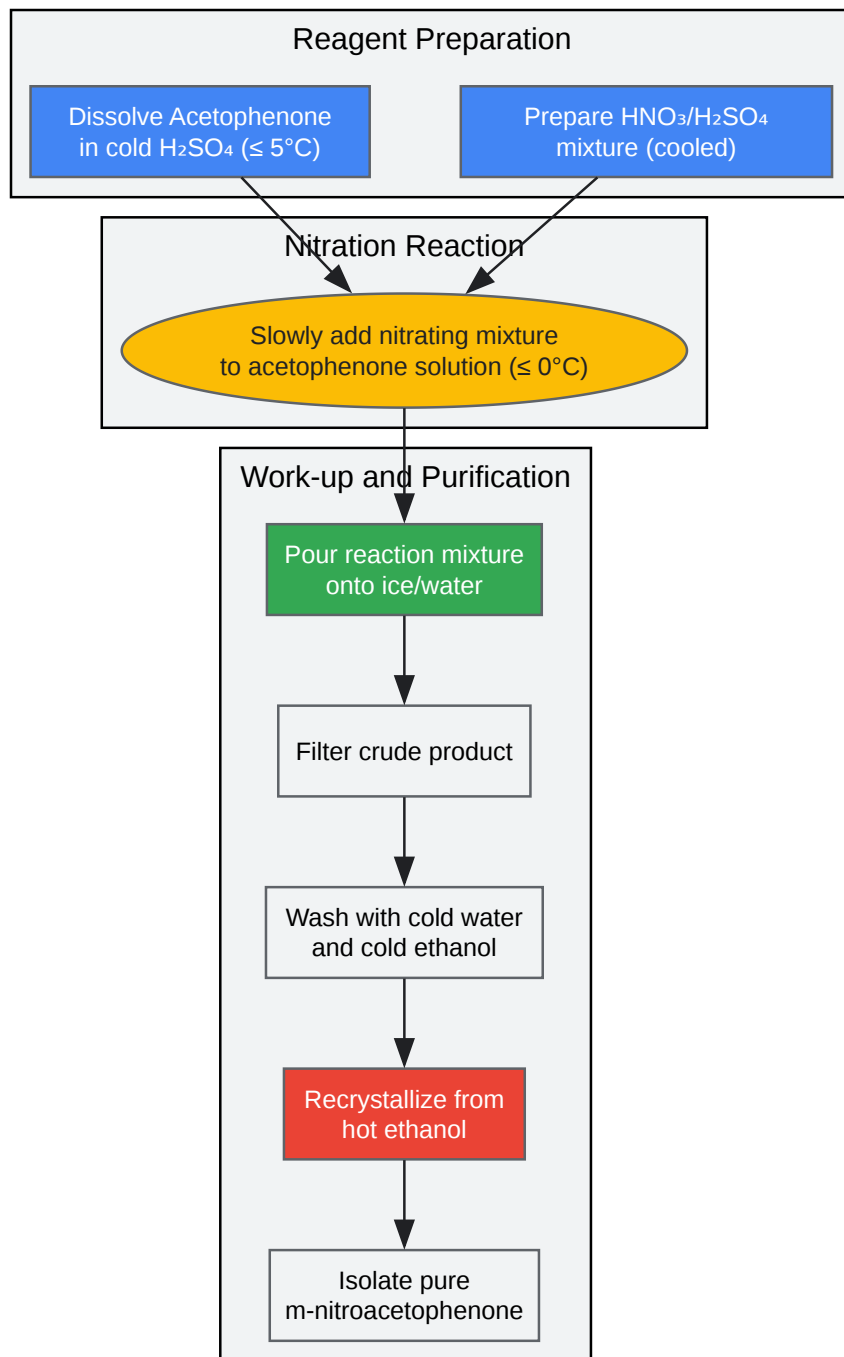 Reagent Preparation
Dissolve Acetophenone
in cold H₂SO₄ (≤ 5°C)
Prepare HNO₃/H₂SO₄
mixture (cooled)
Nitration Reaction
Slowly add nitrating mixture
to acetophenone solution (≤ 0°C)
Work-up and Purification
Pour reaction mixture
onto ice/water
Filter crude product
Wash with cold water
and cold ethanol
Recrystallize from
hot ethanol
Isolate pure
m-nitroacetophenone